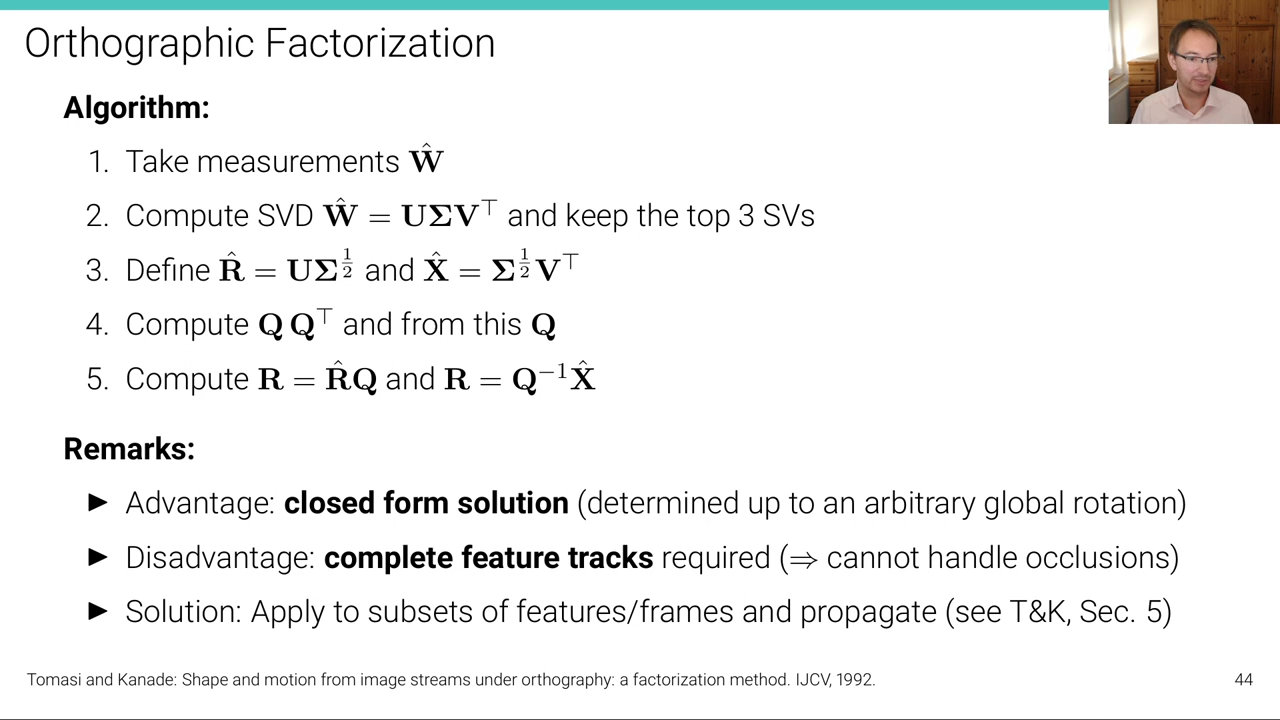 Orthographic Factorization
Algorithm:
1. Take measurements Ŵ
2. Compute SVD Ŵ = UΣV⊤ and keep the top 3 SVs
3. Define R̂ = UΣ^{1/2} and X̂ = Σ^{1/2}V⊤
4. Compute Q Q⊤ and from this Q
5. Compute R = R̂Q and R = Q⁻¹X̂
Remarks:
▶ Advantage: closed form solution (determined up to an arbitrary global rotation)
▶ Disadvantage: complete feature tracks required (⇒ cannot handle occlusions)
▶ Solution: Apply to subsets of features/frames and propagate (see T&K, Sec. 5)
Tomasi and Kanade: Shape and motion from image streams under orthography: a factorization method. IJCV, 1992.
44